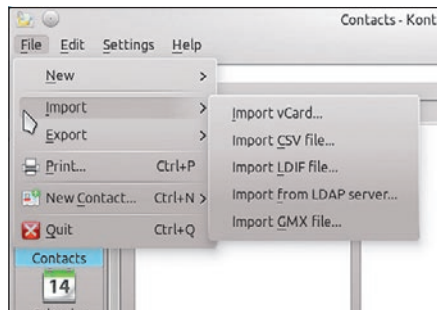 Contacts - Kont
File Edit Settings Help
New >
Import >
Export >
Print... Ctrl+P
New Contact... Ctrl+N >
Quit Ctrl+Q
Import vCard...
Import CSV file...
Import LDIF file...
Import from LDAP server...
Import GMX file...
Contacts
14